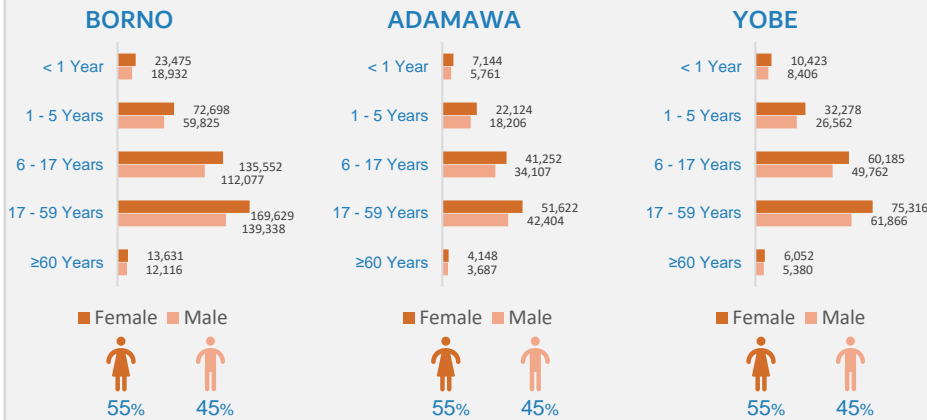 BORNO
< 1 Year
23,475
18,932
1 - 5 Years
72,698
59,825
6 - 17 Years
135,552
112,077
17 - 59 Years
169,629
139,338
≥60 Years
13,631
12,116
Female Male
55% 45%
ADAMAWA
< 1 Year
7,144
5,761
1 - 5 Years
22,124
18,206
6 - 17 Years
41,252
34,107
17 - 59 Years
51,622
42,404
≥60 Years
4,148
3,687
Female Male
55% 45%
YOBE
< 1 Year
10,423
8,406
1 - 5 Years
32,278
26,562
6 - 17 Years
60,185
49,762
17 - 59 Years
75,316
61,866
≥60 Years
6,052
5,380
Female Male
55% 45%